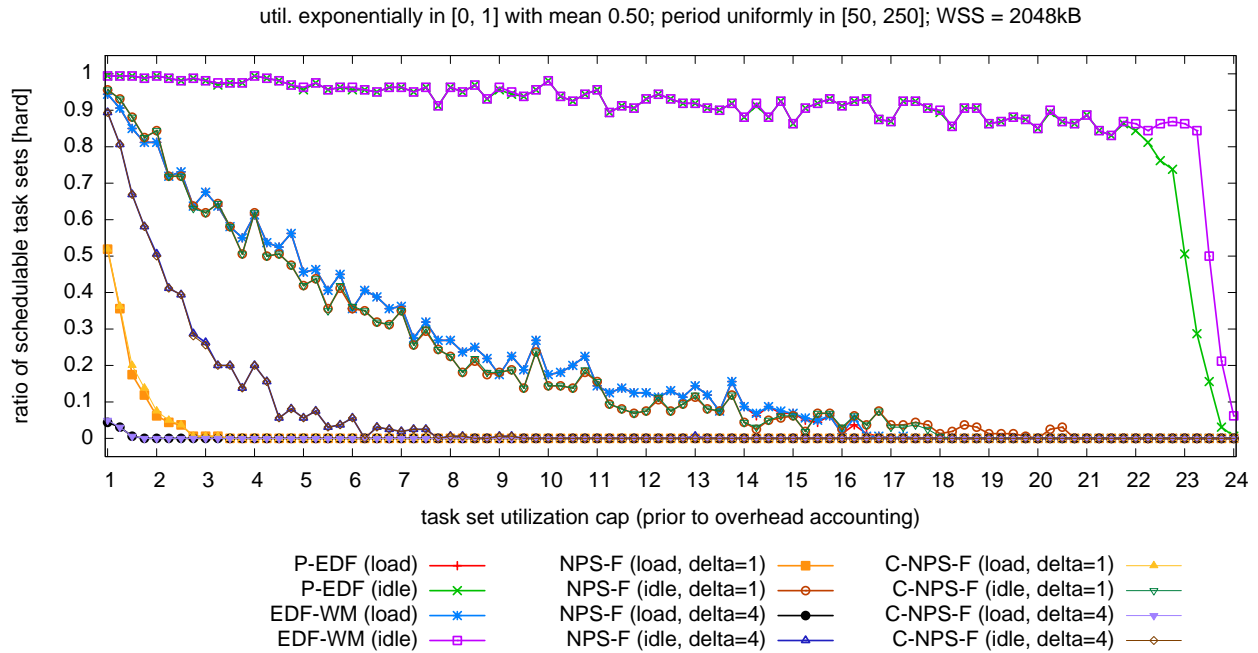 util. exponentially in [0, 1] with mean 0.50; period uniformly in [50, 250]; WSS = 2048kB
ratio of schedulable task sets [hard]
1
0.9
0.8
0.7
0.6
0.5
0.4
0.3
0.2
0.1
0
1 2 3 4 5 6 7 8 9 10 11 12 13 14 15 16 17 18 19 20 21 22 23 24
task set utilization cap (prior to overhead accounting)
P-EDF (load) NPS-F (load, delta=1) C-NPS-F (load, delta=1)
P-EDF (idle) NPS-F (idle, delta=1) C-NPS-F (idle, delta=1)
EDF-WM (load) NPS-F (load, delta=4) C-NPS-F (load, delta=4)
EDF-WM (idle) NPS-F (idle, delta=4) C-NPS-F (idle, delta=4)